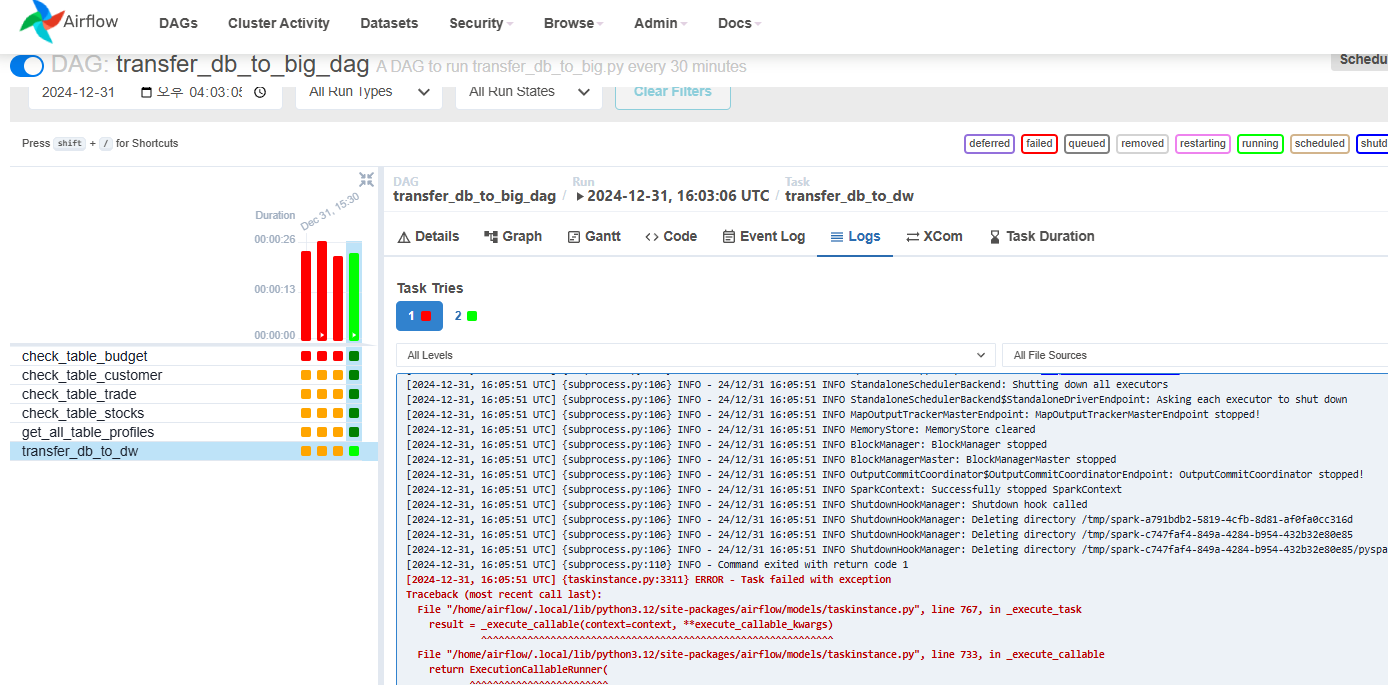 Airflow DAGs Cluster Activity Datasets Security Browse Admin Docs
DAG: transfer_db_to_big_dag A DAG to run transfer_db_to_big.py every 30 minutes Schedu
2024-12-31 오후 04:03:05 All Run Types All Run States Clear Filters
Press shift + / for Shortcuts deferred failed queued removed restarting running scheduled shutd
DAG Run Task
transfer_db_to_big_dag / 2024-12-31, 16:03:06 UTC / transfer_db_to_dw
Dec 31, 15:30
Duration
00:00:26
00:00:13
00:00:00
check_table_budget
check_table_customer
check_table_trade
check_table_stocks
get_all_table_profiles
transfer_db_to_dw
Details Graph Gantt Code Event Log Logs XCom Task Duration
Task Tries
1 2
All Levels All File Sources
[2024-12-31, 16:05:51 UTC] {subprocess.py:106} INFO - 24/12/31 16:05:51 INFO StandaloneSchedulerBackend: Shutting down all executors
[2024-12-31, 16:05:51 UTC] {subprocess.py:106} INFO - 24/12/31 16:05:51 INFO StandaloneSchedulerBackend$StandaloneDriverEndpoint: Asking each executor to shut down
[2024-12-31, 16:05:51 UTC] {subprocess.py:106} INFO - 24/12/31 16:05:51 INFO MapOutputTrackerMasterEndpoint: MapOutputTrackerMasterEndpoint stopped!
[2024-12-31, 16:05:51 UTC] {subprocess.py:106} INFO - 24/12/31 16:05:51 INFO MemoryStore: MemoryStore cleared
[2024-12-31, 16:05:51 UTC] {subprocess.py:106} INFO - 24/12/31 16:05:51 INFO BlockManager: BlockManager stopped
[2024-12-31, 16:05:51 UTC] {subprocess.py:106} INFO - 24/12/31 16:05:51 INFO BlockManagerMaster: BlockManagerMaster stopped
[2024-12-31, 16:05:51 UTC] {subprocess.py:106} INFO - 24/12/31 16:05:51 INFO OutputCommitCoordinator$OutputCommitCoordinatorEndpoint: OutputCommitCoordinator stopped!
[2024-12-31, 16:05:51 UTC] {subprocess.py:106} INFO - 24/12/31 16:05:51 INFO SparkContext: Successfully stopped SparkContext
[2024-12-31, 16:05:51 UTC] {subprocess.py:106} INFO - 24/12/31 16:05:51 INFO ShutdownHookManager: Shutdown hook called
[2024-12-31, 16:05:51 UTC] {subprocess.py:106} INFO - 24/12/31 16:05:51 INFO ShutdownHookManager: Deleting directory /tmp/spark-a791bdb2-5819-4cfb-8d81-af0fa0cc316d
[2024-12-31, 16:05:51 UTC] {subprocess.py:106} INFO - 24/12/31 16:05:51 INFO ShutdownHookManager: Deleting directory /tmp/spark-c747faf4-849a-4284-b954-432b32e80e85
[2024-12-31, 16:05:51 UTC] {subprocess.py:106} INFO - 24/12/31 16:05:51 INFO ShutdownHookManager: Deleting directory /tmp/spark-c747faf4-849a-4284-b954-432b32e80e85/pyspa
[2024-12-31, 16:05:51 UTC] {subprocess.py:110} INFO - Command exited with return code 1
[2024-12-31, 16:05:51 UTC] {taskinstance.py:3311} ERROR - Task failed with exception
Traceback (most recent call last):
File "/home/airflow/.local/lib/python3.12/site-packages/airflow/models/taskinstance.py", line 767, in _execute_task
result = _execute_callable(context=context, **execute_callable_kwargs)
^^^^^^^^^^^^^^^^^^^^^^^^^^^^^^^^^^^^^^^^^^^^^^^^^^^^^^^^^^^^^
File "/home/airflow/.local/lib/python3.12/site-packages/airflow/models/taskinstance.py", line 733, in _execute_callable
return ExecutionCallableRunner(
^^^^^^^^^^^^^^^^^^^^^^^^